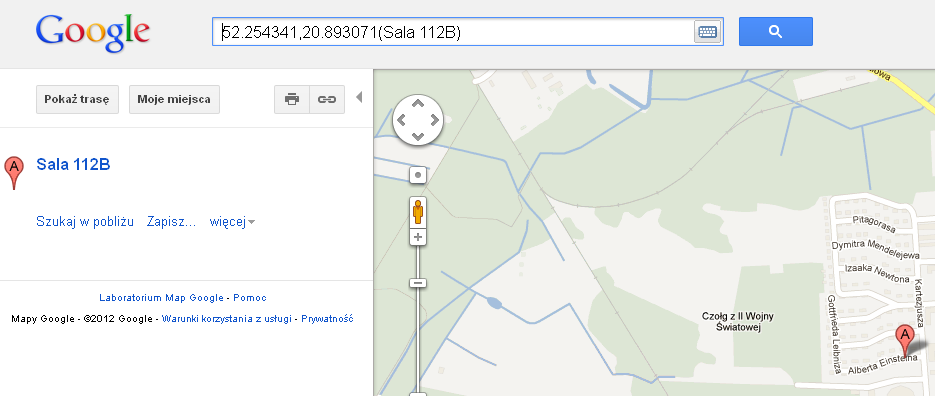 Google
52.254341,20.893071(Sala 112B)
Pokaż trasę
Moje miejsca
A
Sala 112B
Szukaj w pobliżu Zapisz... więcej
Laboratorium Map Google - Pomoc
Mapy Google - ©2012 Google - Warunki korzystania z usługi - Prywatność
Pitagorasa
Dymitra Mendelejewa
Izaaka Newtona
Gottfrieda Leibniza
Kartezjusza
Czołg z II Wojny
Światowej
A
Alberta Einsteina